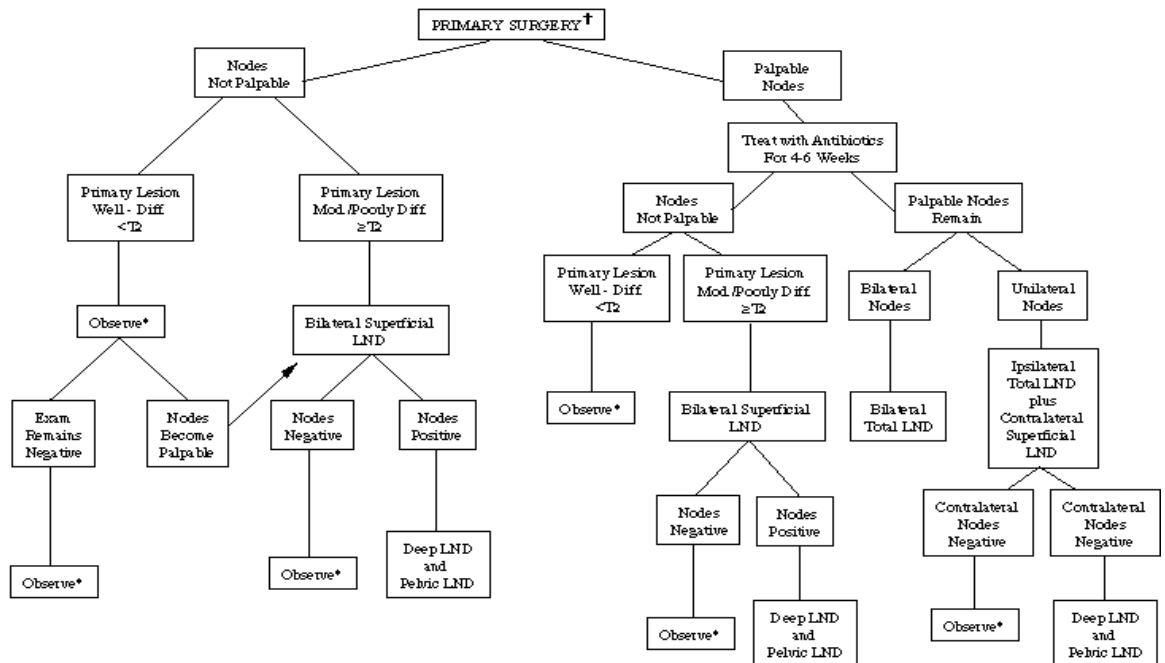 PRIMARY SURGERY†
Nodes
Not Palpable
Palpable
Nodes
Treat with Antibiotics
For 4-6 Weeks
Primary Lesion
Well - Diff.
<T2
Primary Lesion
Mod./Poorly Diff.
≥T2
Nodes
Not Palpable
Palpable Nodes
Remain
Primary Lesion
Well - Diff.
<T2
Primary Lesion
Mod./Poorly Diff.
≥T2
Bilateral
Nodes
Unilateral
Nodes
Observe*
Bilateral Superficial
LND
Ipsilateral
Total LND
plus
Contralateral
Superficial
LND
Exam
Remains
Negative
Nodes
Become
Palpable
Nodes
Negative
Nodes
Positive
Observe*
Bilateral Superficial
LND
Bilateral
Total LND
Nodes
Negative
Nodes
Positive
Contralateral
Nodes
Negative
Contralateral
Nodes
Negative
Observe*
Observe*
Deep LND
and
Pelvic LND
Observe*
Deep LND
and
Pelvic LND
Observe*
Deep LND
and
Pelvic LND